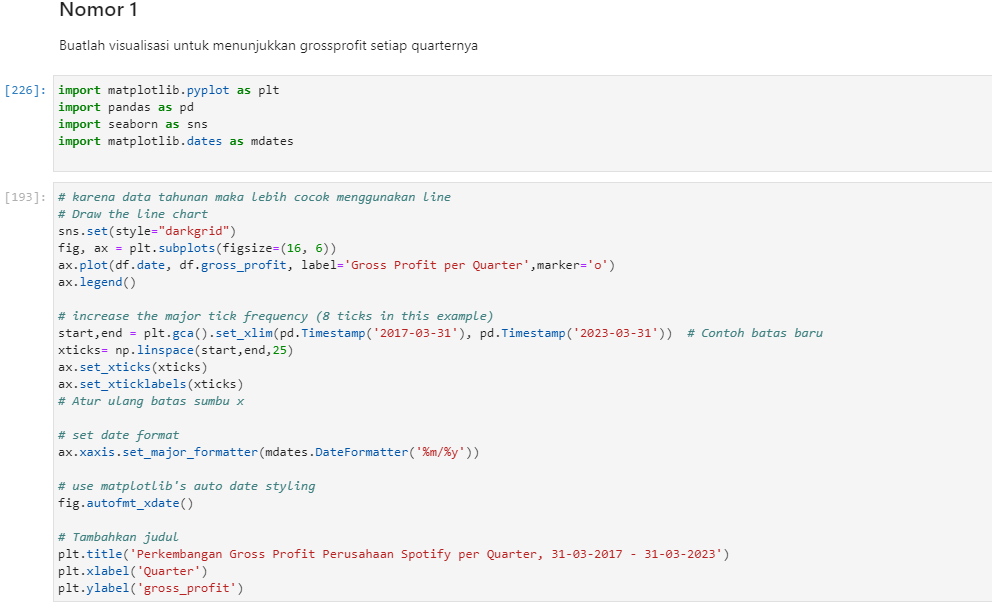 Nomor 1
Buatlah visualisasi untuk menunjukkan grossprofit setiap quarternya
[226]:
import matplotlib.pyplot as plt
import pandas as pd
import seaborn as sns
import matplotlib.dates as mdates
[193]:
# karena data tahunan maka lebih cocok menggunakan line
# Draw the line chart
sns.set(style="darkgrid")
fig, ax = plt.subplots(figsize=(16, 6))
ax.plot(df.date, df.gross_profit, label='Gross Profit per Quarter',marker='o')
ax.legend()
# increase the major tick frequency (8 ticks in this example)
start,end = plt.gca().set_xlim(pd.Timestamp('2017-03-31'), pd.Timestamp('2023-03-31'))  # Contoh batas baru
xticks= np.linspace(start,end,25)
ax.set_xticks(xticks)
ax.set_xticklabels(xticks)
# Atur ulang batas sumbu x
# set date format
ax.xaxis.set_major_formatter(mdates.DateFormatter('%m/%y'))
# use matplotlib's auto date styling
fig.autofmt_xdate()
# Tambahkan judul
plt.title('Perkembangan Gross Profit Perusahaan Spotify per Quarter, 31-03-2017 - 31-03-2023')
plt.xlabel('Quarter')
plt.ylabel('gross_profit')